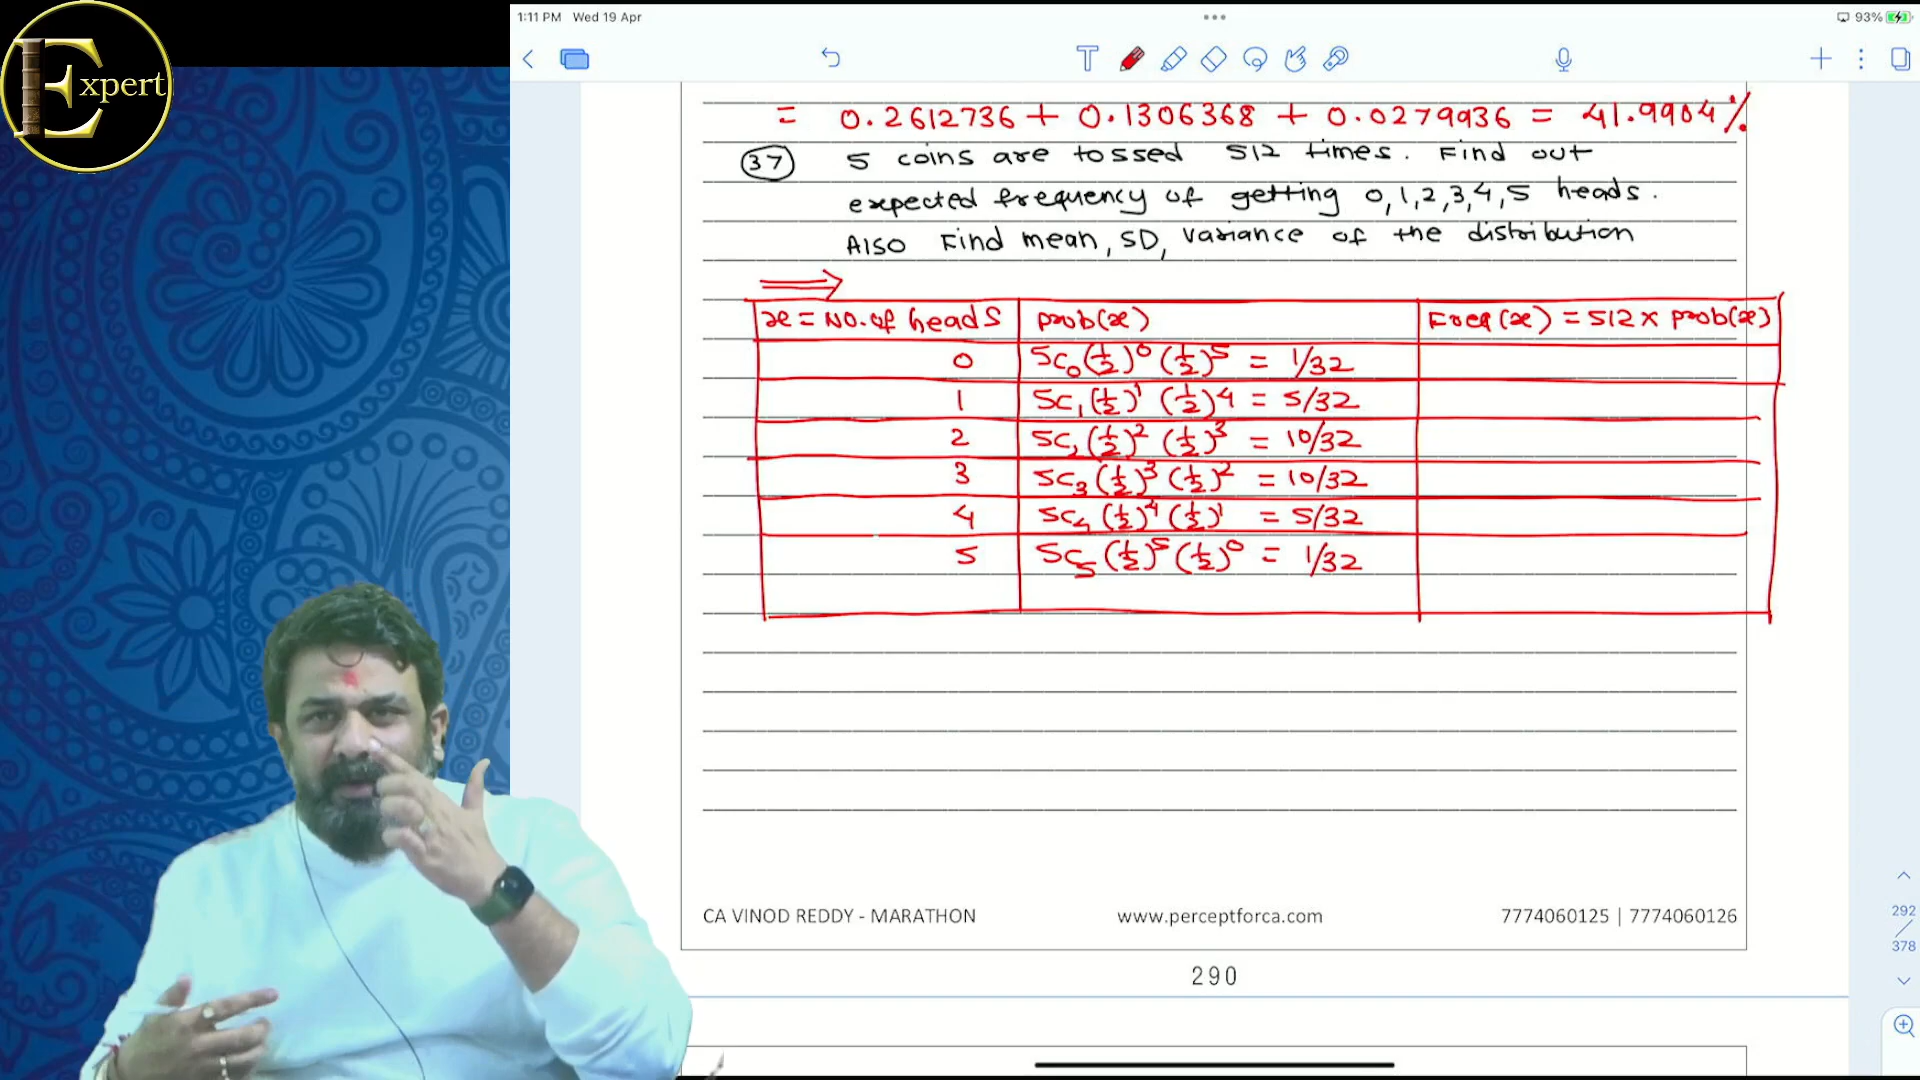 Expert
1:11 PM Wed 19 Apr
93%
= 0.2612736 + 0.1306368 + 0.0279936 = 41.9904%
37 5 coins are tossed 512 times. Find out
expected frequency of getting 0,1,2,3,4,5 heads.
Also Find mean, SD, variance of the distribution
x = No. of heads prob(x) Freq(x) = 512 x prob(x)
0 5C0 (1/2)^0 (1/2)^5 = 1/32
1 5C1 (1/2)^1 (1/2)^4 = 5/32
2 5C2 (1/2)^2 (1/2)^3 = 10/32
3 5C3 (1/2)^3 (1/2)^2 = 10/32
4 5C4 (1/2)^4 (1/2)^1 = 5/32
5 5C5 (1/2)^5 (1/2)^0 = 1/32
CA VINOD REDDY - MARATHON www.perceptforca.com 7774060125 | 7774060126
290
292
378